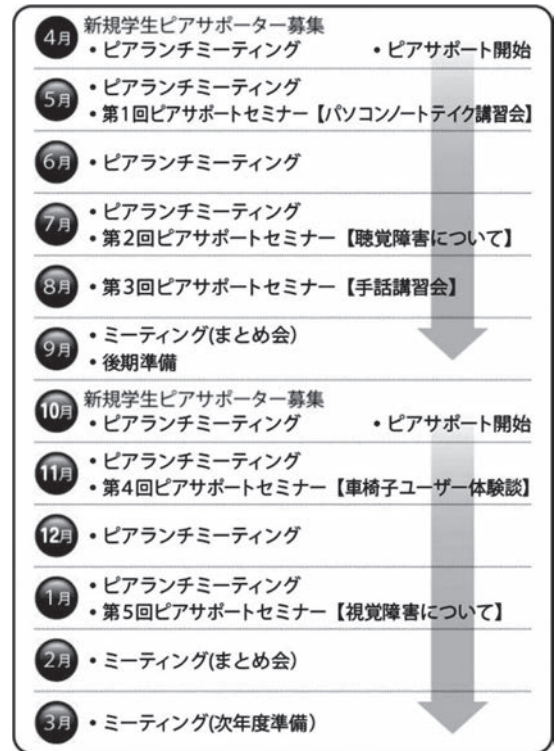 4月
新規学生ピアサポーター募集
・ピアランチミーティング ・ピアサポート開始
5月
・ピアランチミーティング
・第1回ピアサポートセミナー【パソコンノートテイク講習会】
6月
・ピアランチミーティング
7月
・ピアランチミーティング
・第2回ピアサポートセミナー【聴覚障害について】
8月
・第3回ピアサポートセミナー【手話講習会】
9月
・ミーティング(まとめ会)
・後期準備
10月
新規学生ピアサポーター募集
・ピアランチミーティング ・ピアサポート開始
11月
・ピアランチミーティング
・第4回ピアサポートセミナー【車椅子ユーザー体験談】
12月
・ピアランチミーティング
1月
・ピアランチミーティング
・第5回ピアサポートセミナー【視覚障害について】
2月
・ミーティング(まとめ会)
3月
・ミーティング(次年度準備)